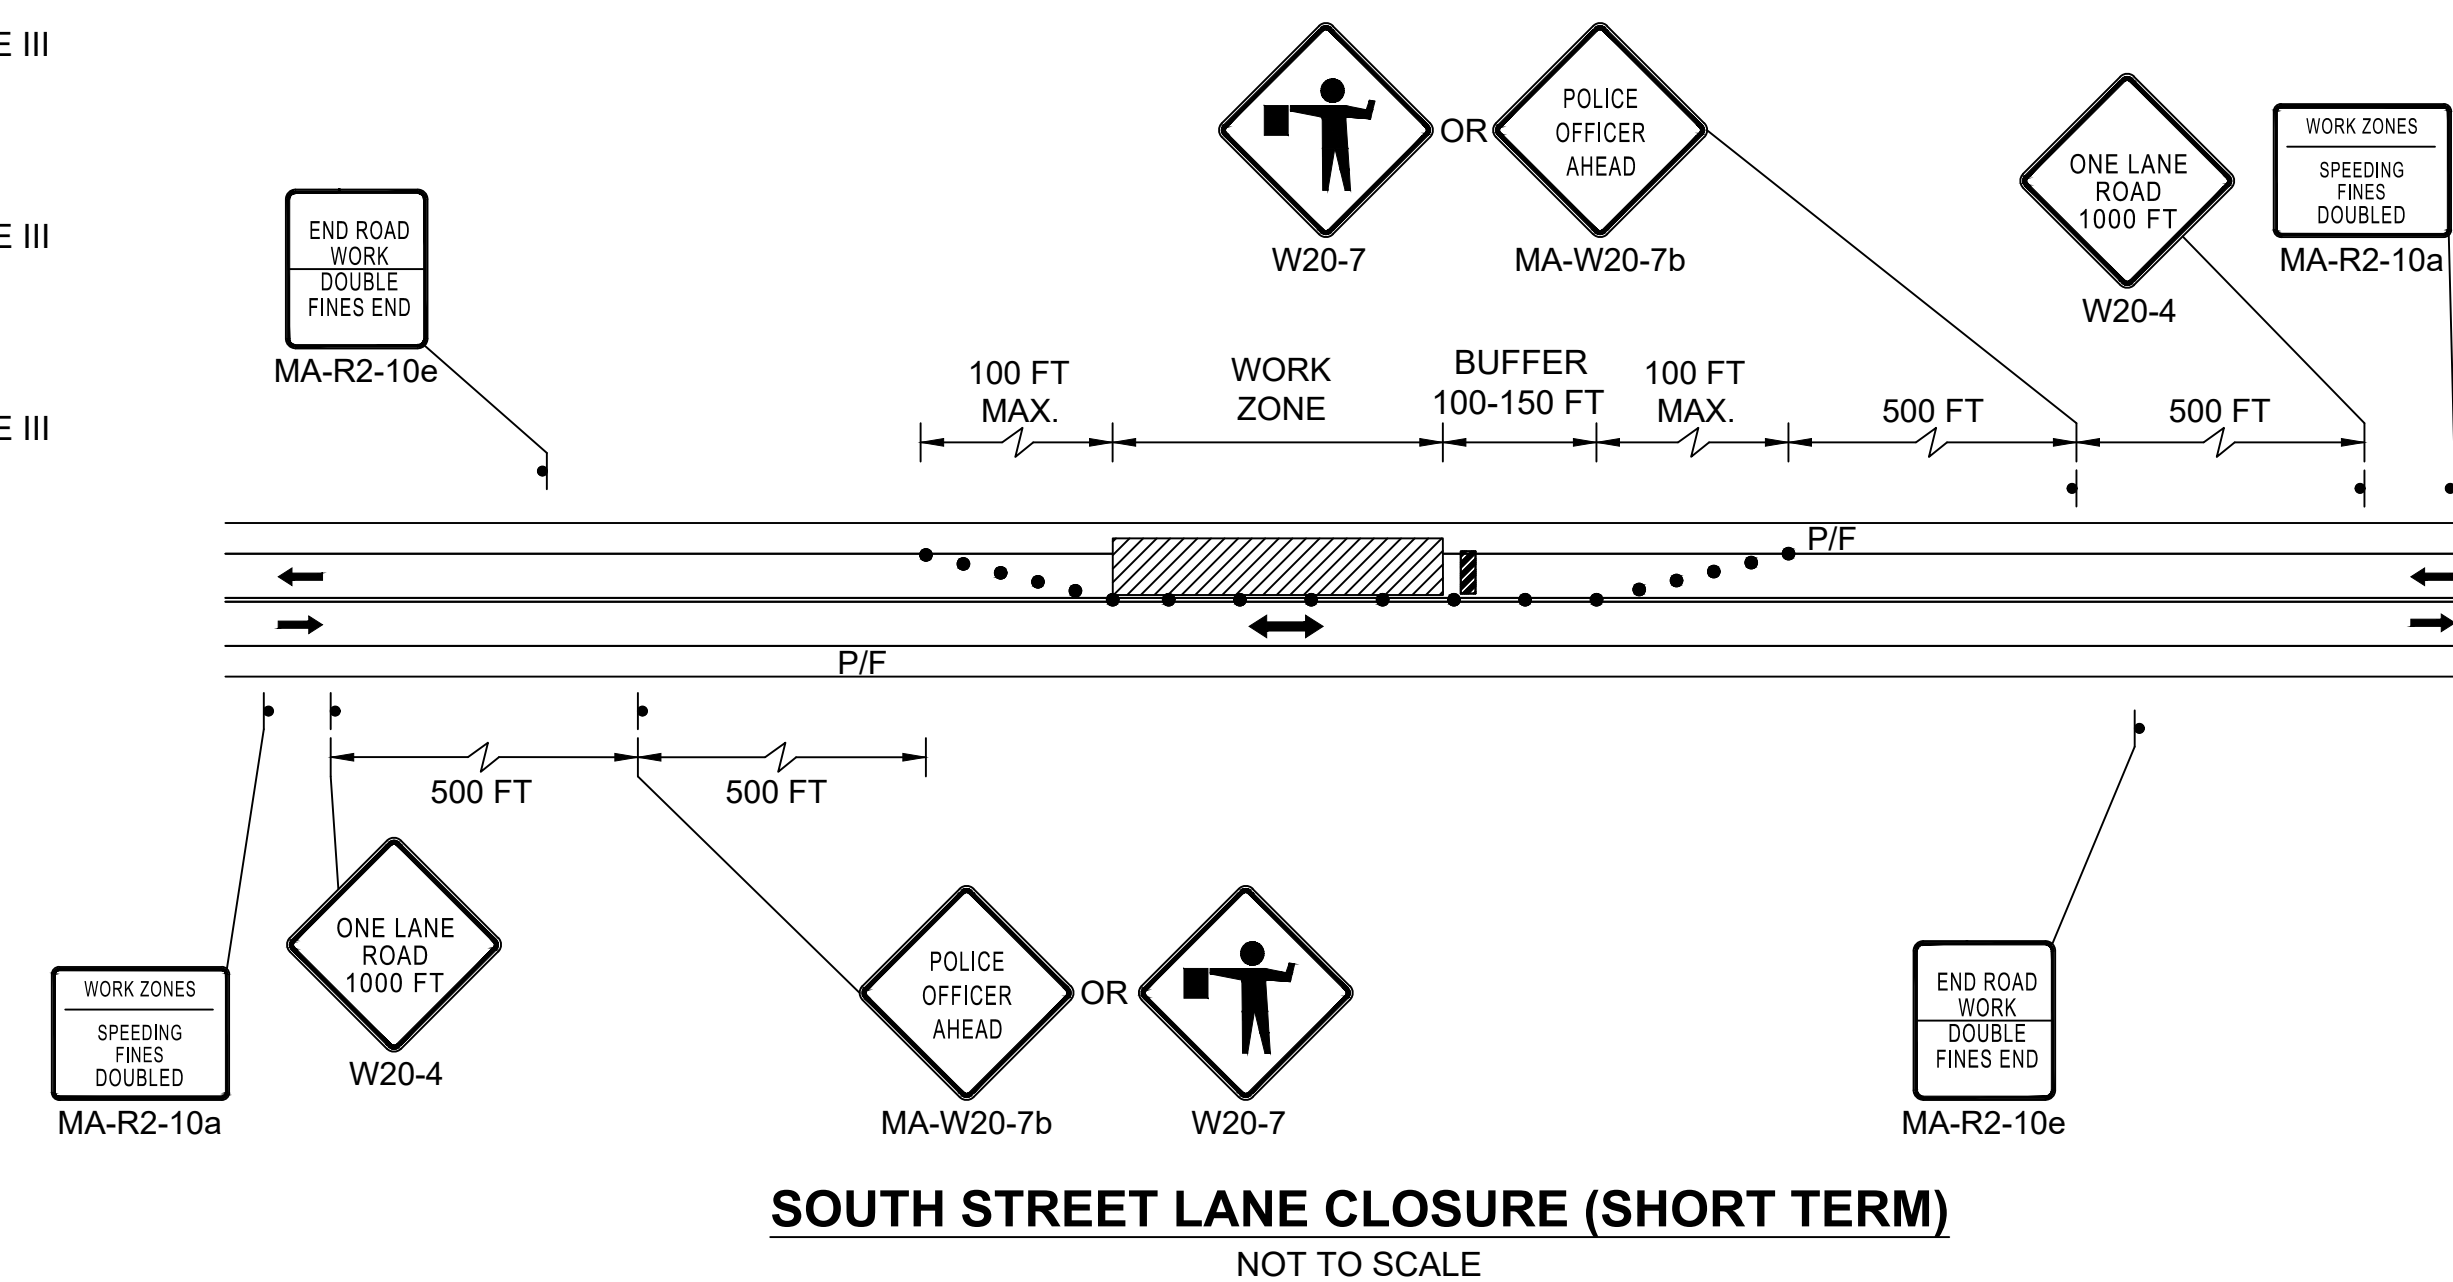 E III
E III
E III
END ROAD
WORK
DOUBLE
FINES END
MA-R2-10e
W20-7
OR
POLICE
OFFICER
AHEAD
MA-W20-7b
ONE LANE
ROAD
1000 FT
W20-4
WORK ZONES
SPEEDING
FINES
DOUBLED
MA-R2-10a
100 FT
MAX.
WORK
ZONE
BUFFER
100-150 FT
100 FT
MAX.
500 FT
500 FT
P/F
P/F
500 FT
500 FT
WORK ZONES
SPEEDING
FINES
DOUBLED
MA-R2-10a
ONE LANE
ROAD
1000 FT
W20-4
POLICE
OFFICER
AHEAD
MA-W20-7b
OR
W20-7
END ROAD
WORK
DOUBLE
FINES END
MA-R2-10e
SOUTH STREET LANE CLOSURE (SHORT TERM)
NOT TO SCALE